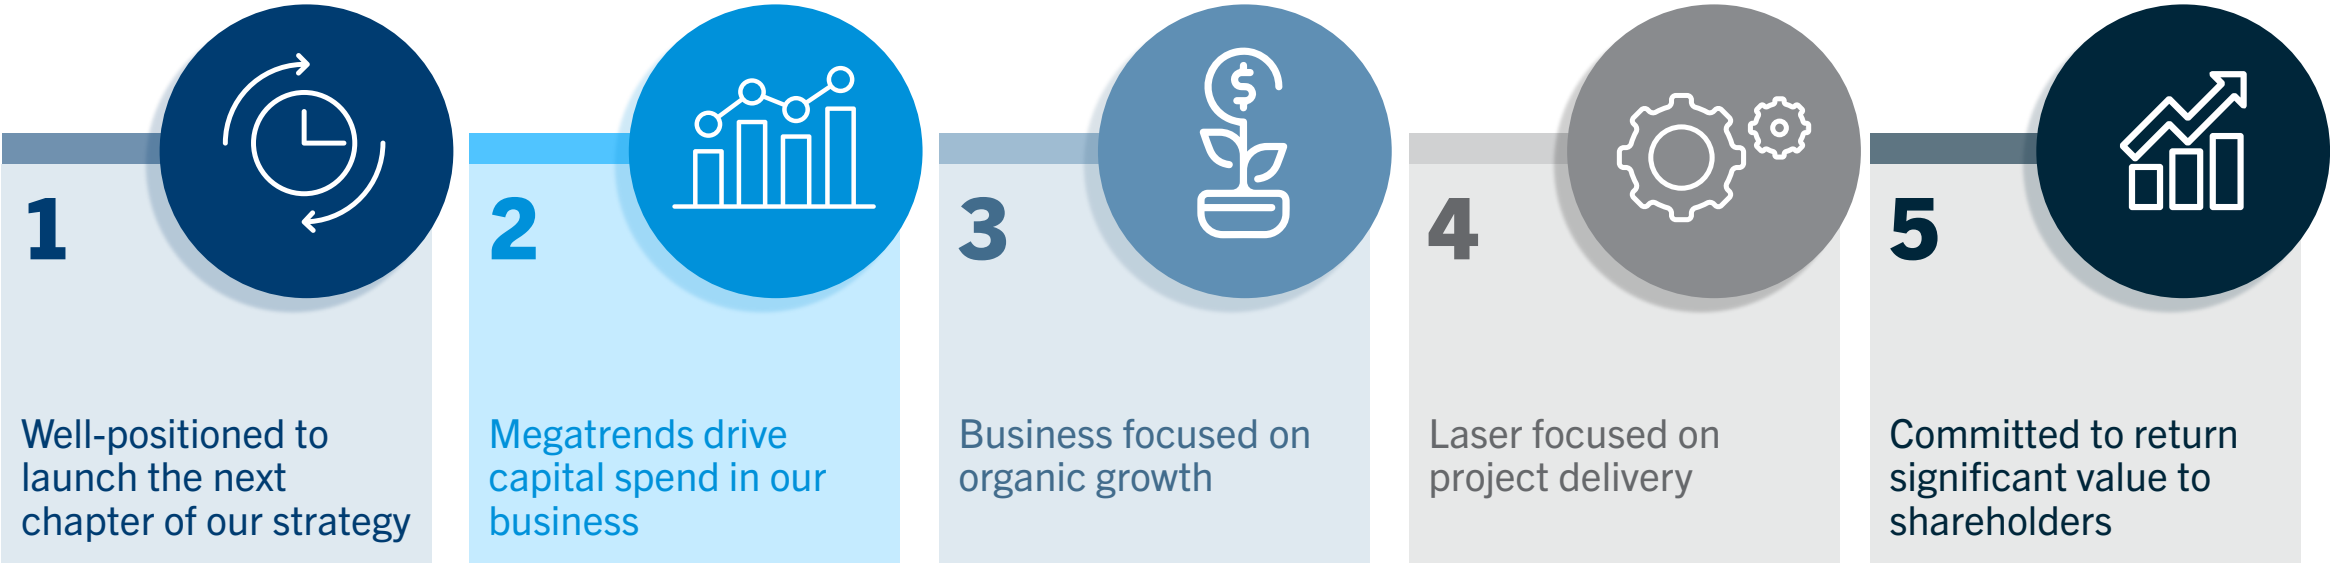 1
Well-positioned to
launch the next
chapter of our strategy
2
Megatrends drive
capital spend in our
business
3
$
Business focused on
organic growth
4
Laser focused on
project delivery
5
Committed to return
significant value to
shareholders